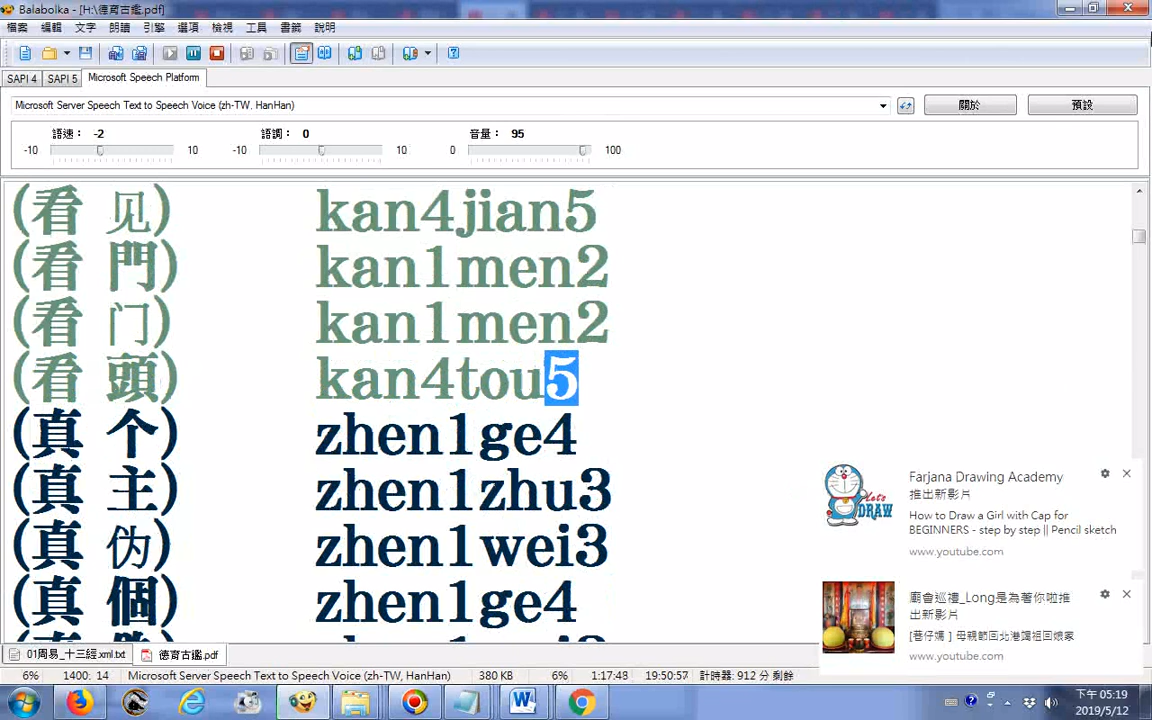 Balabolka - [H:\德育古鑑.pdf]
檔案 編輯 文字 朗讀 引擎 選項 檢視 工具 書籤 說明
SAPI 4 SAPI 5 Microsoft Speech Platform
Microsoft Server Speech Text to Speech Voice (zh-TW, HanHan) 關於 預設
語速： -2 語調： 0 音量： 95
-10 10 -10 10 0 100
(看 见) kan4jian5
(看 門) kan1men2
(看 门) kan1men2
(看 頭) kan4tou5
(真 个) zhen1ge4
(真 主) zhen1zhu3
(真 伪) zhen1wei3
(真 個) zhen1ge4
Farjana Drawing Academy
推出新影片
How to Draw a Girl with Cap for
BEGINNERS - step by step || Pencil sketch
www.youtube.com
Let's
DRAW
廟會巡禮_Long是為著你啦推
出新影片
[巷仔媽] 母親節回北港謁祖回娘家
www.youtube.com
01周易_十三經.xml.txt 德育古鑑.pdf
6% 1400: 14 Microsoft Server Speech Text to Speech Voice (zh-TW, HanHan) 380 KB 6% 1:17:48 19:50:57 計時器: 912 分 剩餘
下午 05:19
2019/5/12